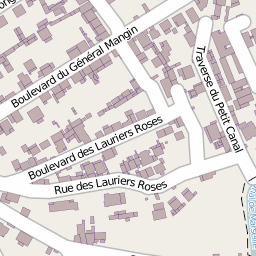 Boulevard du Général Mangin
Traverse du Petit Canal
Boulevard des Lauriers Roses
Rue des Lauriers Roses